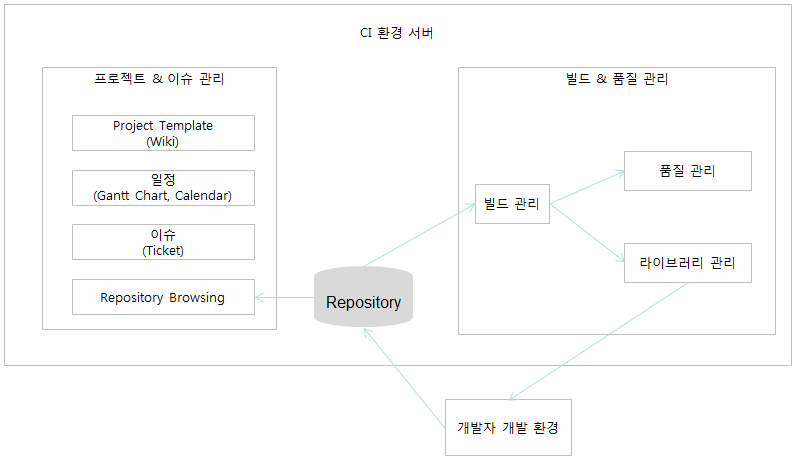 CI 환경 서버
프로젝트 & 이슈 관리
Project Template
(Wiki)
일정
(Gantt Chart, Calendar)
이슈
(Ticket)
Repository Browsing
Repository
빌드 & 품질 관리
빌드 관리
품질 관리
라이브러리 관리
개발자 개발 환경